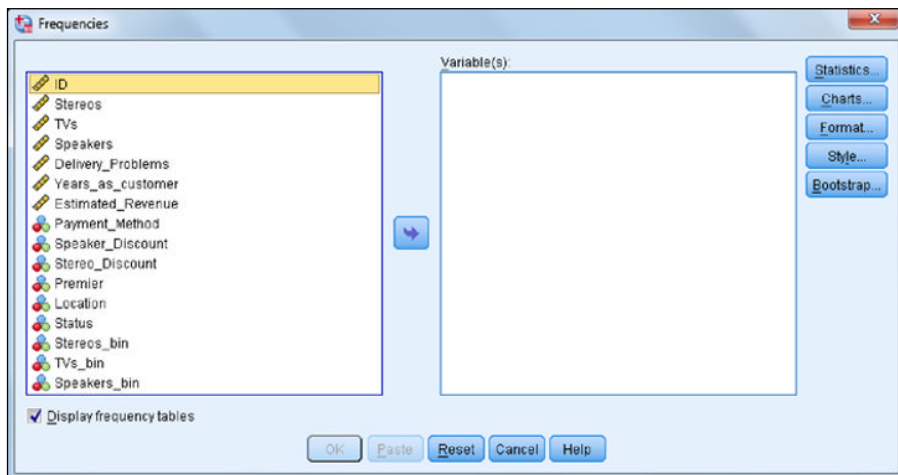 Frequencies
Variable(s):
ID
Stereos
TVs
Speakers
Delivery_Problems
Years_as_customer
Estimated_Revenue
Payment_Method
Speaker_Discount
Stereo_Discount
Premier
Location
Status
Stereos_bin
TVs_bin
Speakers_bin
Statistics...
Charts...
Format...
Style...
Bootstrap...
Display frequency tables
OK Paste Reset Cancel Help